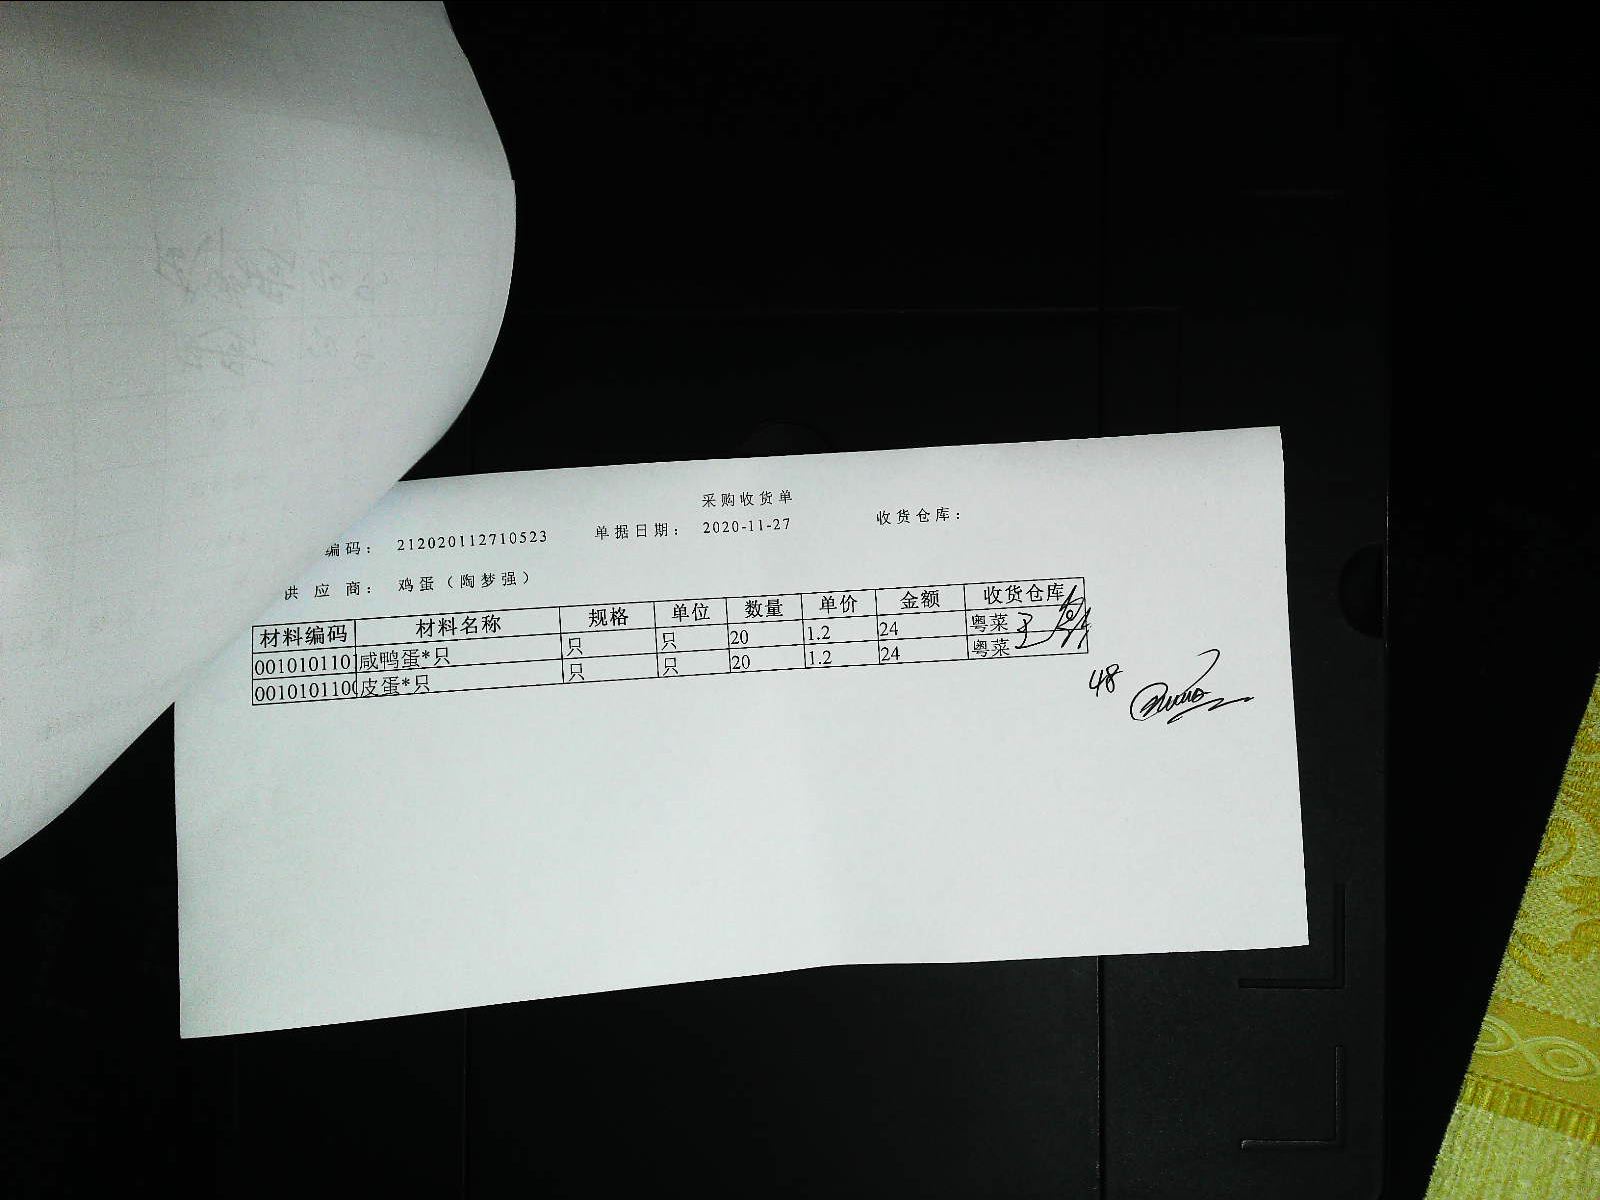 采购收货单
编码： 212020112710523 单据日期： 2020-11-27 收货仓库：
供应商： 鸡蛋（陶梦强）
材料编码 材料名称 规格 单位 数量 单价 金额 收货仓库
001010110 咸鸭蛋*只 只 只 20 1.2 24 粤菜
0010101100 皮蛋*只 只 只 20 1.2 24 粤菜
48